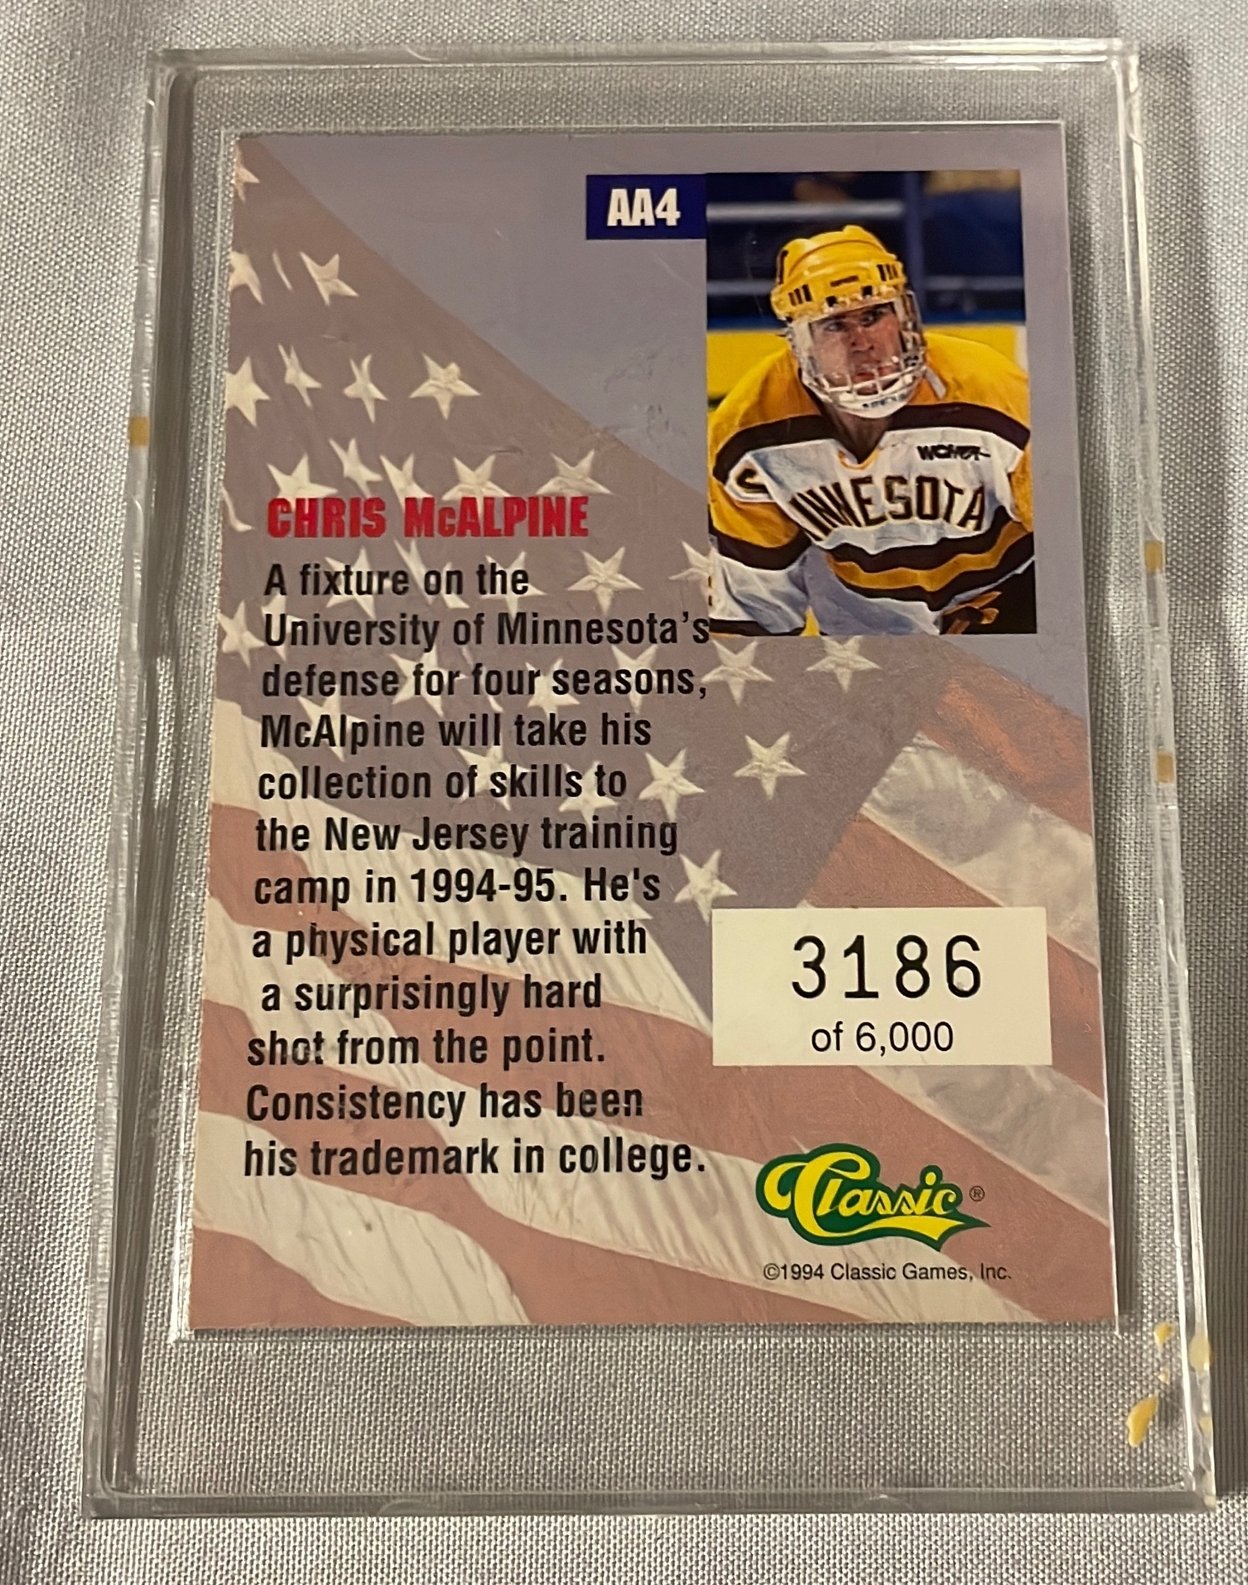 AA4
WOMEN
MINNESOTA
CHRIS McALPINE
A fixture on the
University of Minnesota's
defense for four seasons,
McAlpine will take his
collection of skills to
the New Jersey training
camp in 1994-95. He's
a physical player with
a surprisingly hard
shot from the point.
Consistency has been
his trademark in college.
3186
of 6,000
Classic ®
©1994 Classic Games, Inc.